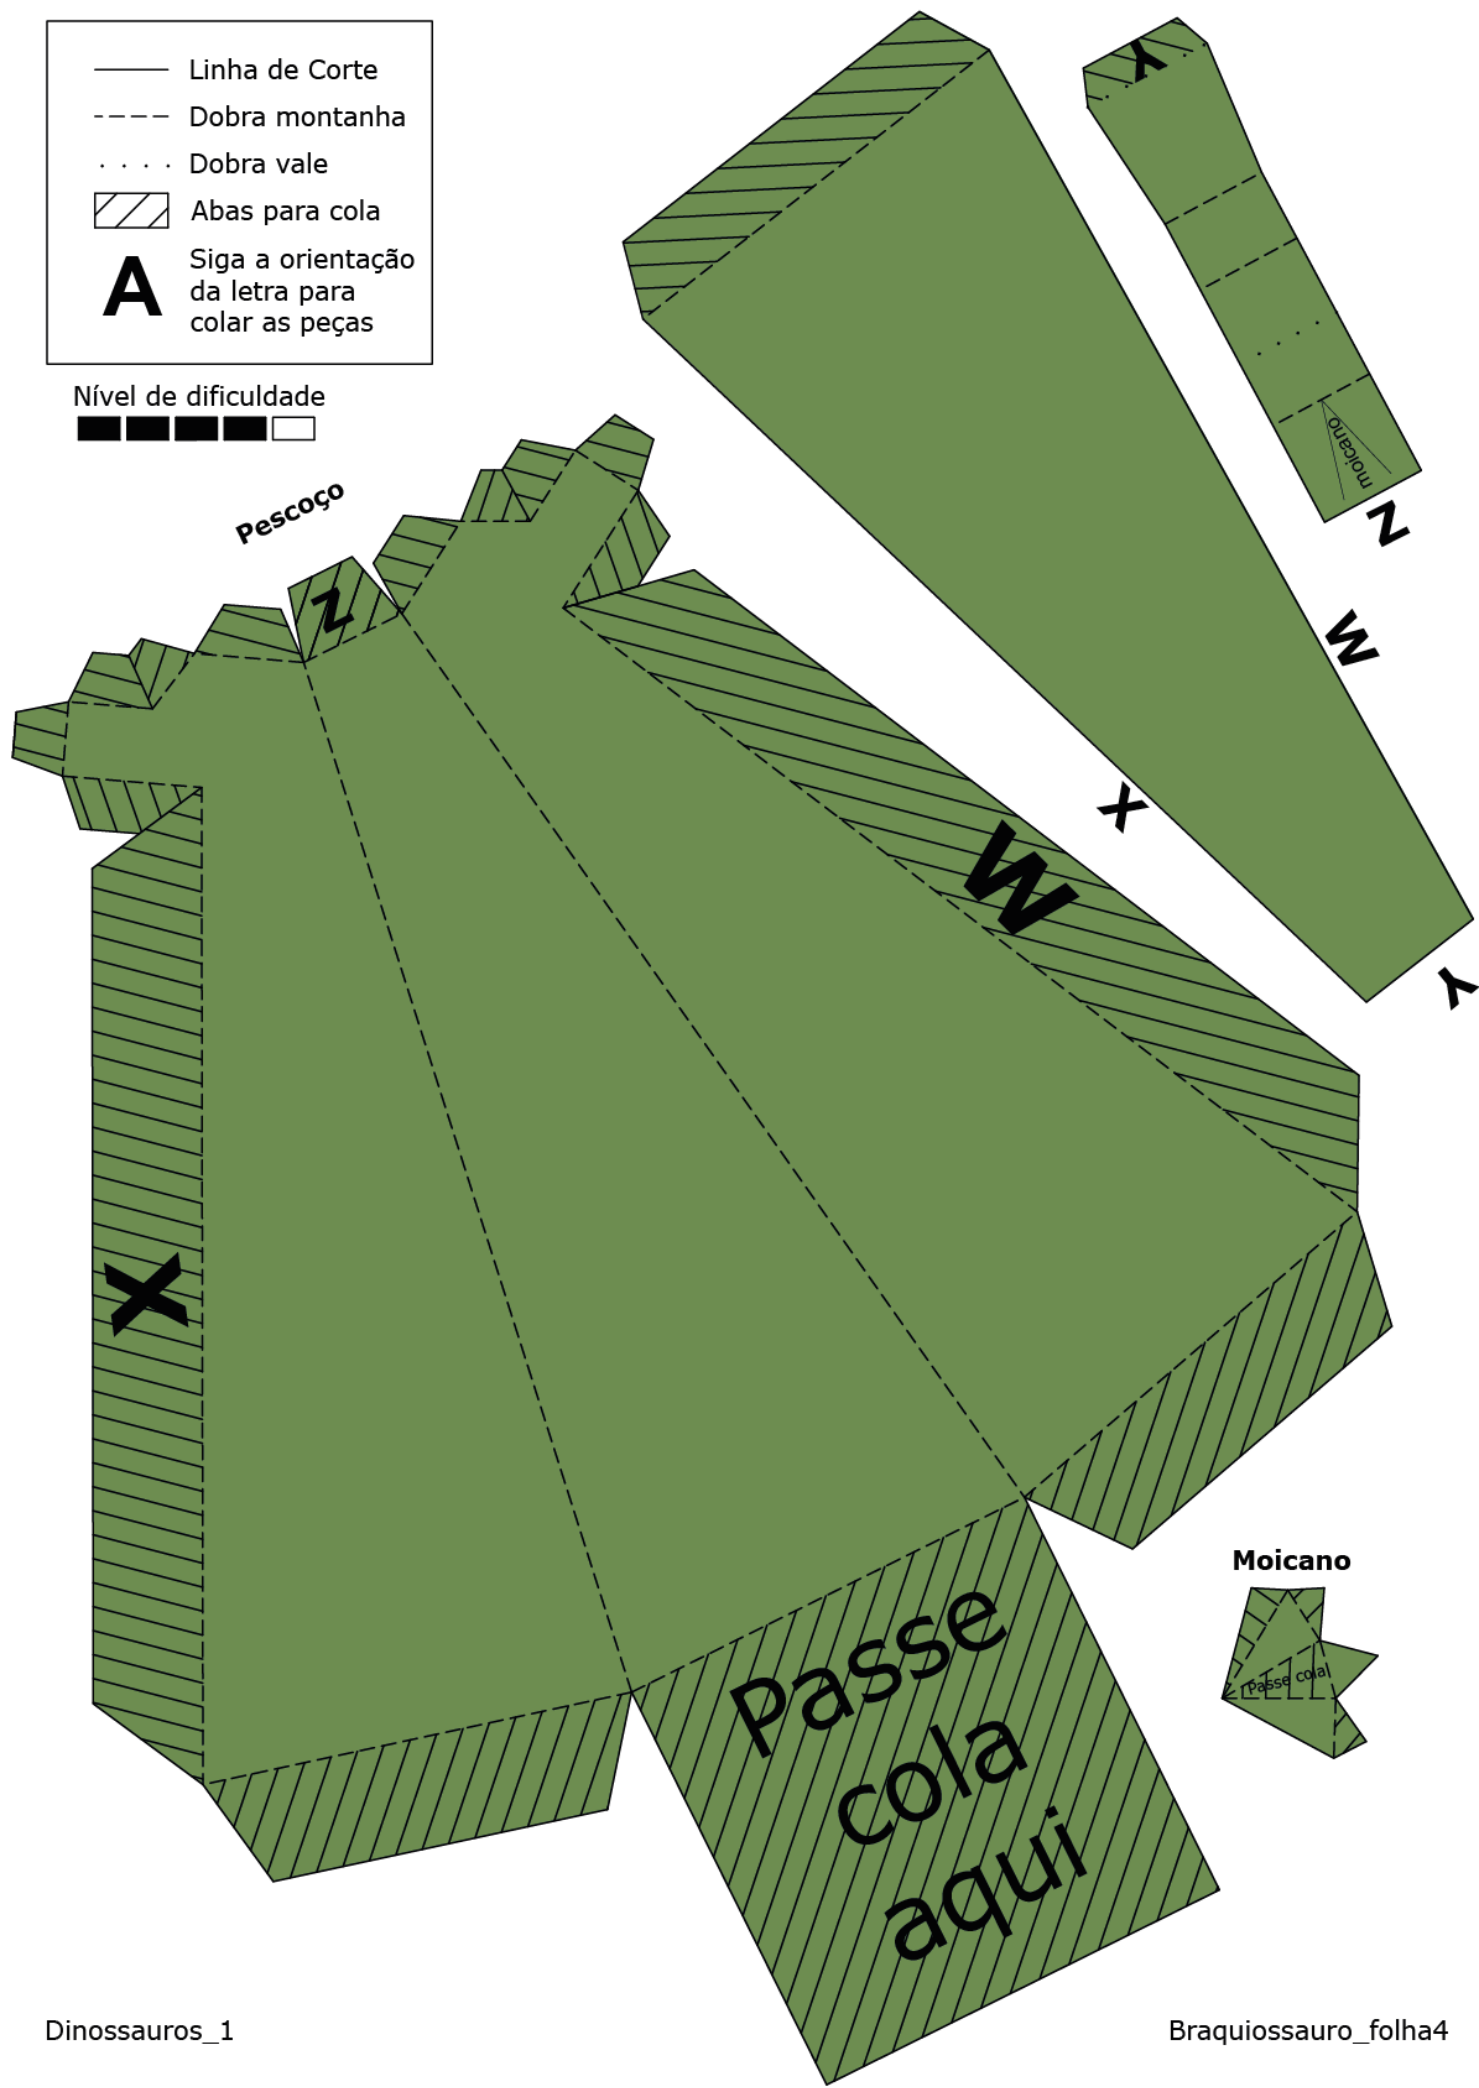 Linha de Corte
Dobra montanha
Dobra vale
Abas para cola
A
Siga a orientação
da letra para
colar as peças
Nível de dificuldade
Pescoço
Y
moicano
Z
Z
W
X
Y
W
X
Moicano
Passe cola
Passe
cola
aqui
Dinossauros_1
Braquiossauro_folha4